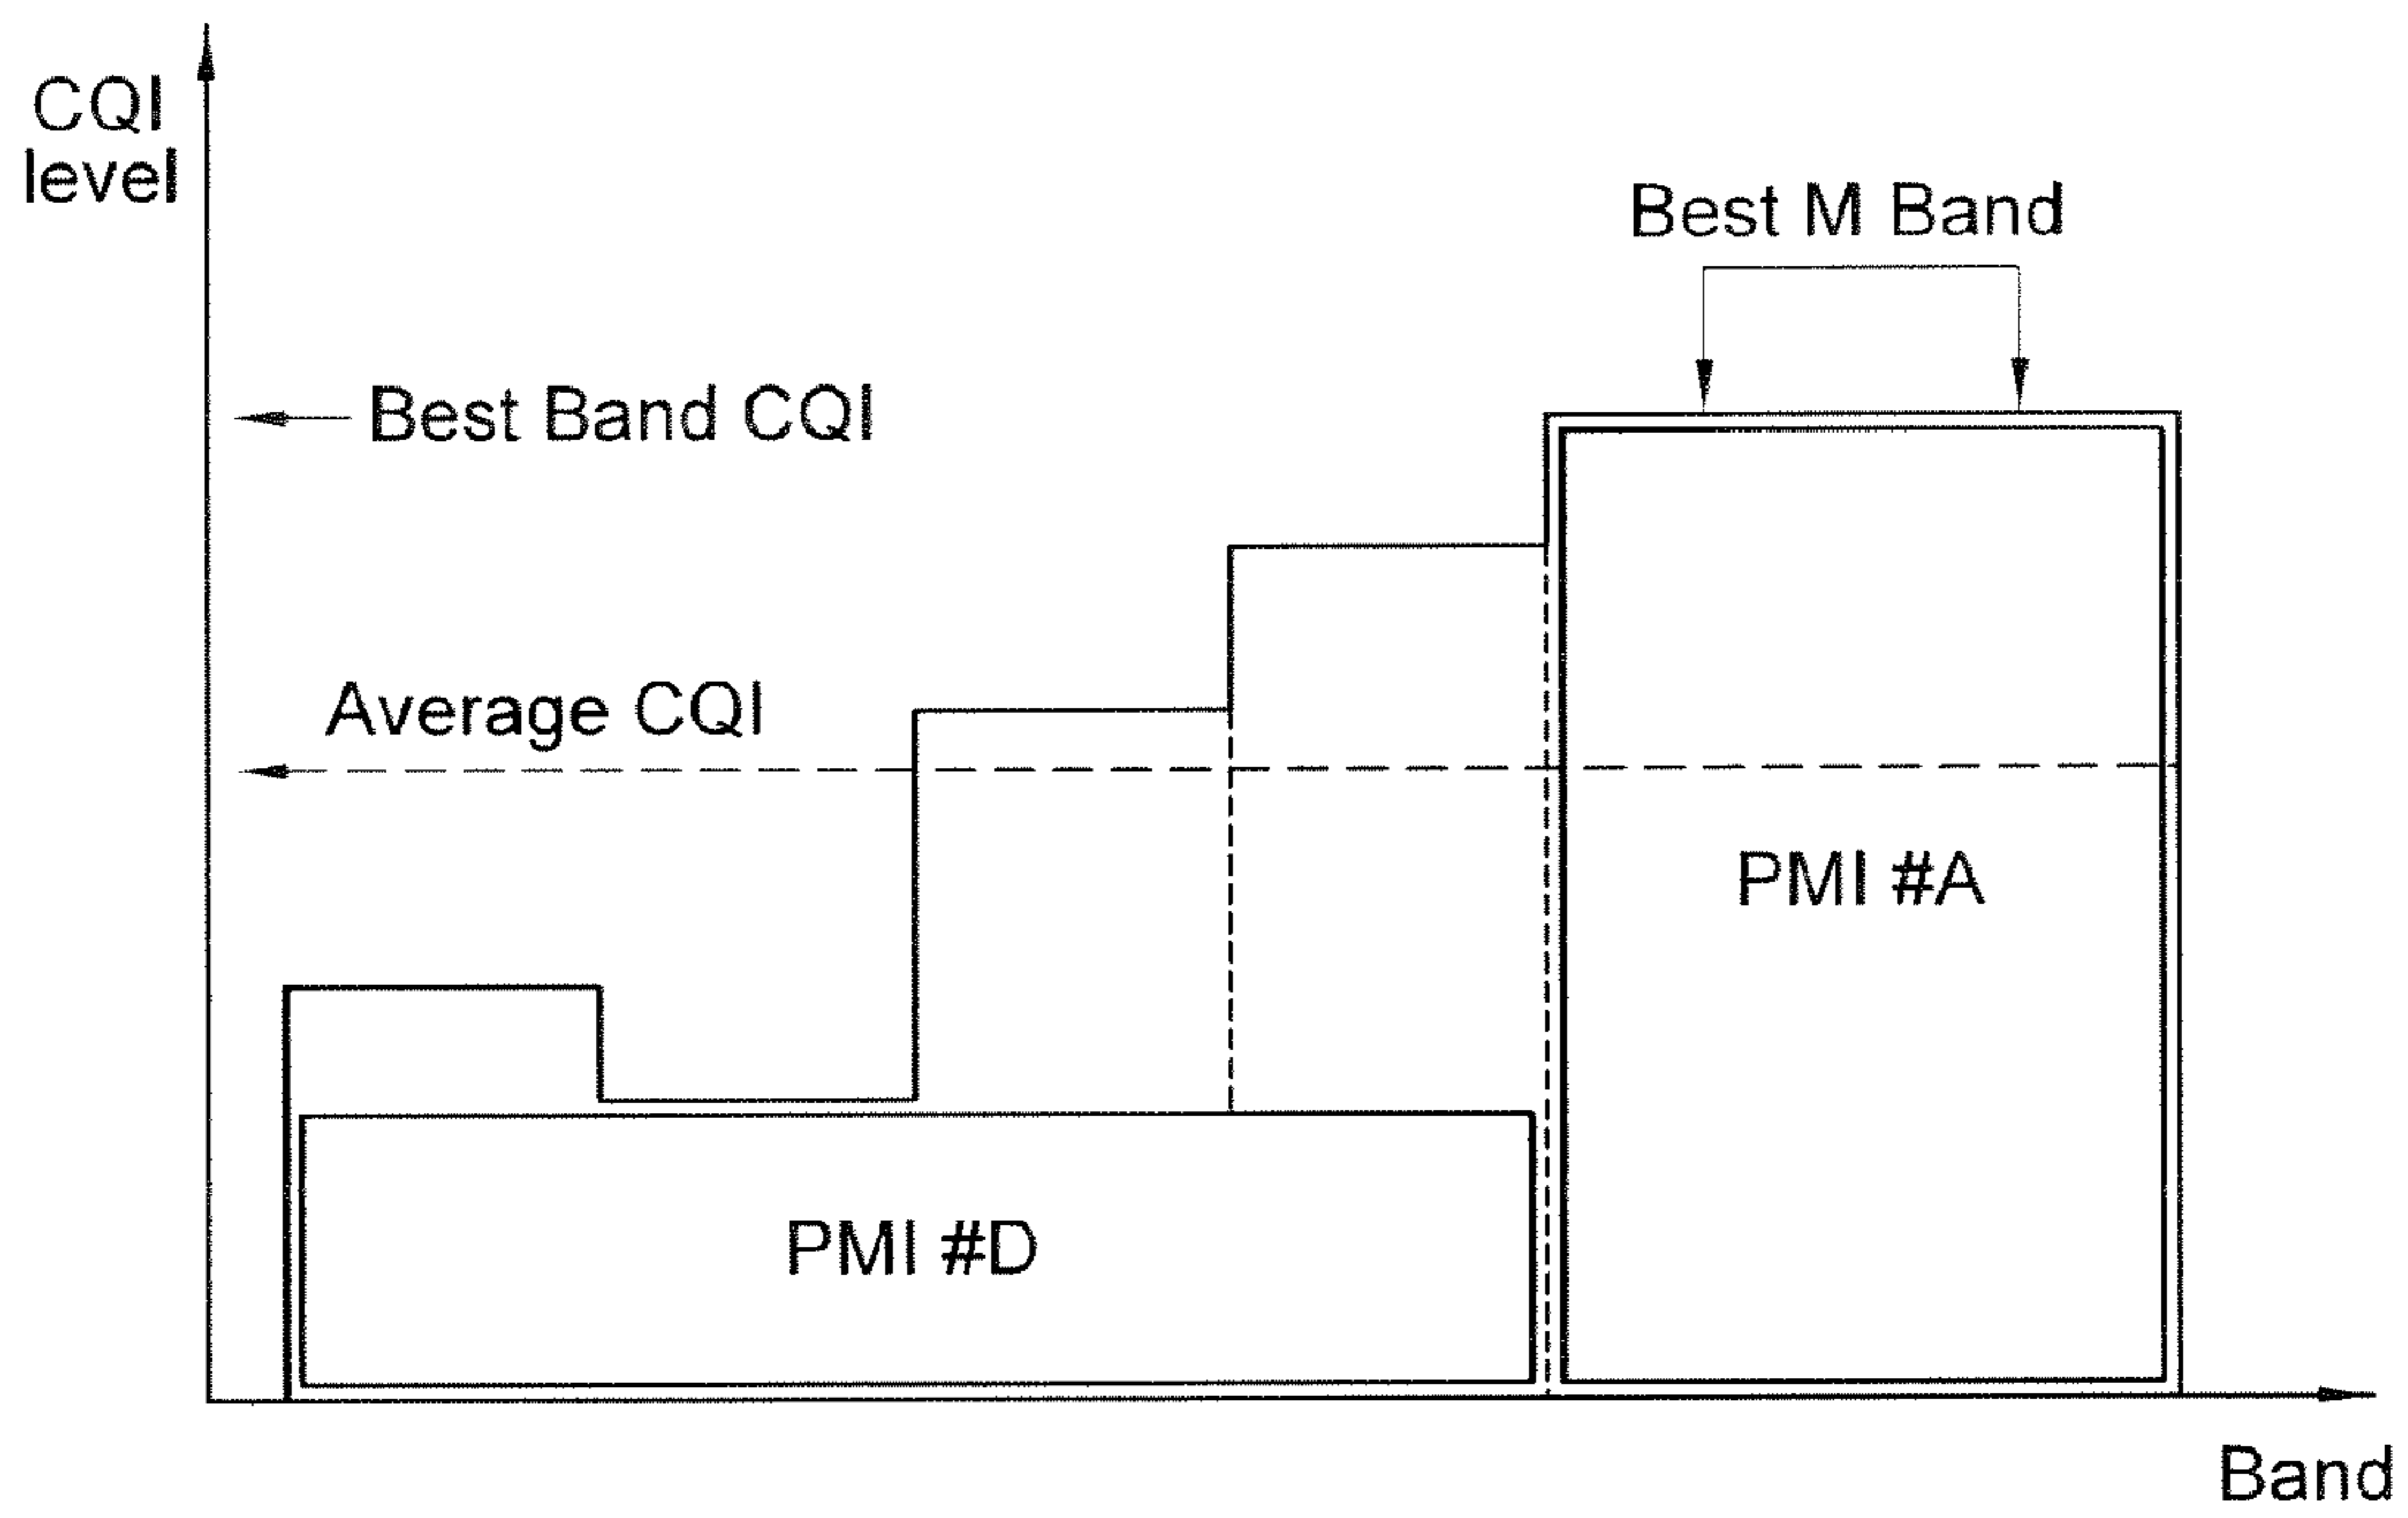 CQI
level
Best M Band
Best Band CQI
Average CQI
PMI #A
PMI #D
Band